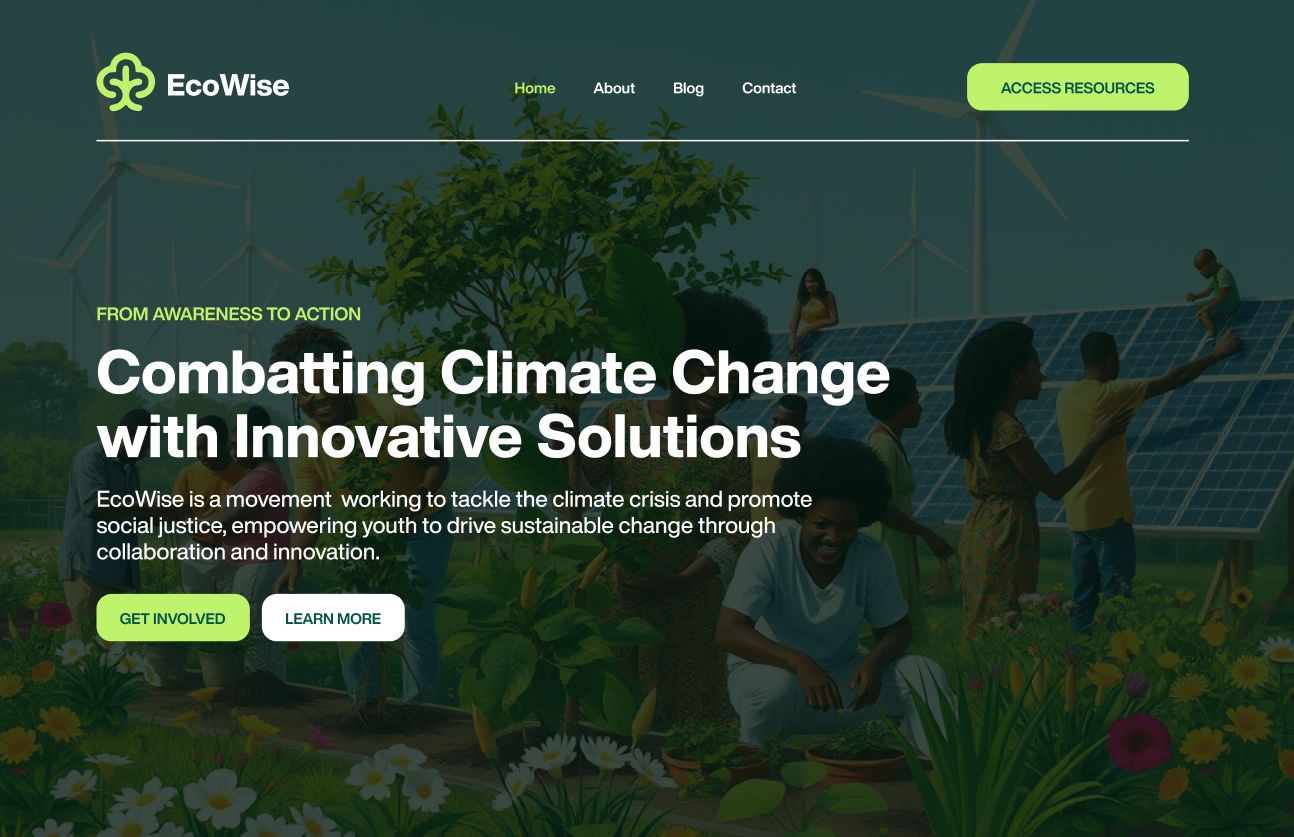 EcoWise
Home About Blog Contact
ACCESS RESOURCES
FROM AWARENESS TO ACTION
Combatting Climate Change
with Innovative Solutions
EcoWise is a movement  working to tackle the climate crisis and promote
social justice, empowering youth to drive sustainable change through
collaboration and innovation.
GET INVOLVED
LEARN MORE